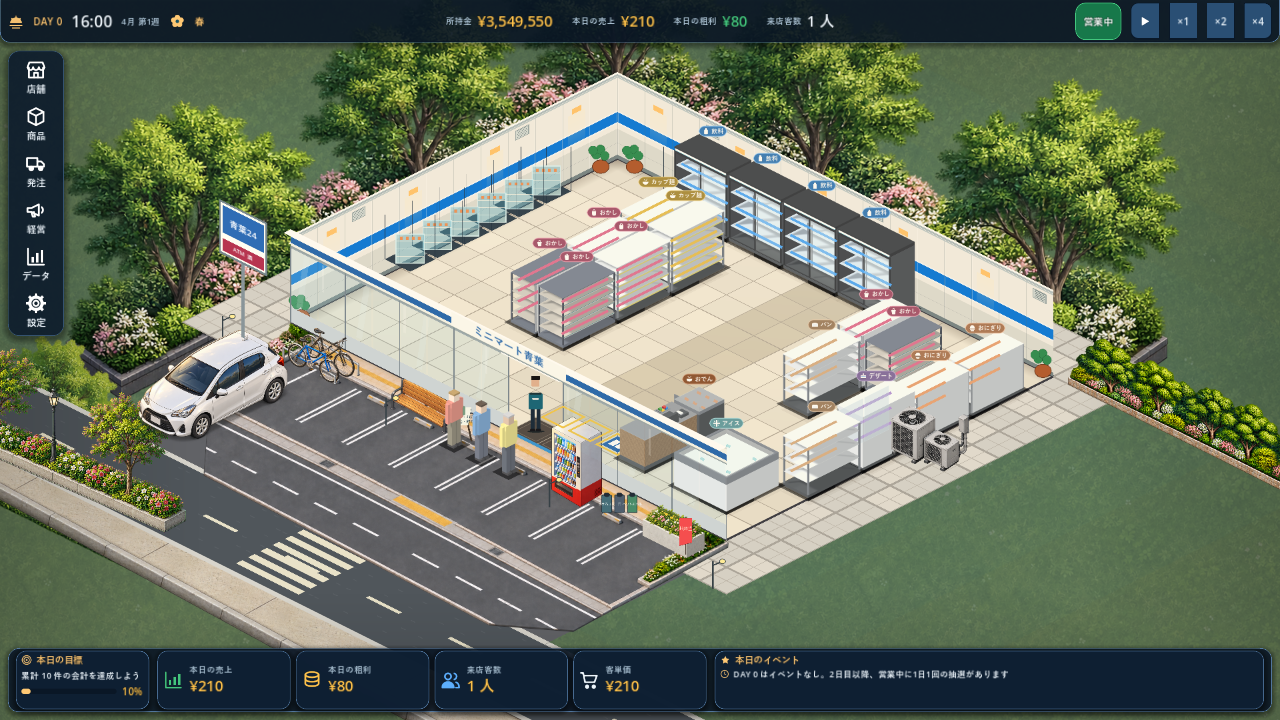 DAY 0 16:00 4月 第1週 春
所持金 ¥3,549,550 本日の売上 ¥210 本日の粗利 ¥80 来店客数 1 人
営業中 ▶ ×1 ×2 ×4
店舗
商品
発注
経営
データ
設定
飲料
飲料
飲料
飲料
カップ麺
カップ麺
おかし
おかし
おかし
おかし
青葉24
ATM 酒
ミニマート青葉
おかし
おかし
パン
おにぎり
おにぎり
デザート
おでん
パン
アイス
本日の目標
累計 10 件の会計を達成しよう
10%
本日の売上
¥210
本日の粗利
¥80
来店客数
1 人
客単価
¥210
本日のイベント
DAY 0 はイベントなし。2日目以降、営業中に1日1回の抽選があります